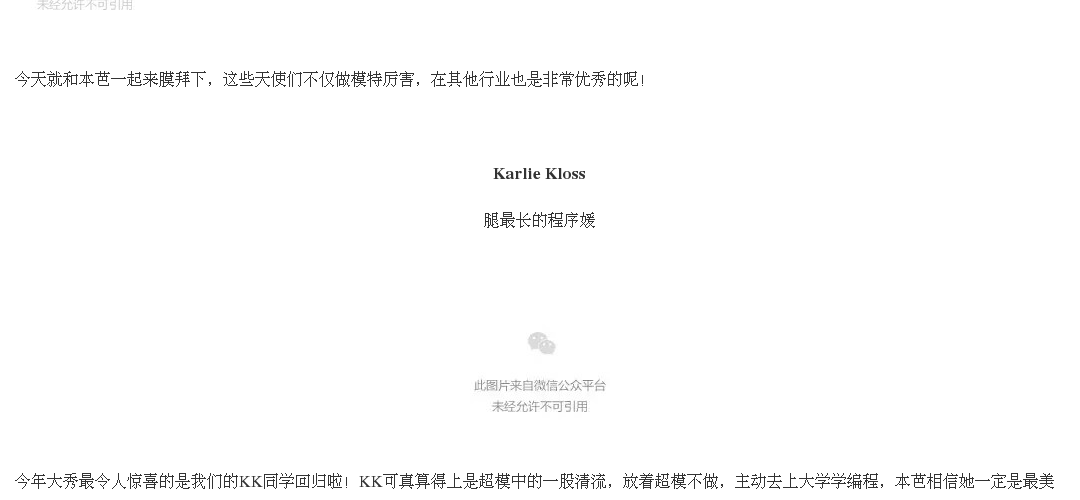 未经允许不可引用
今天就和本芭一起来膜拜下，这些天使们不仅做模特厉害，在其他行业也是非常优秀的呢！
Karlie Kloss
腿最长的程序媛
此图片来自微信公众平台
未经允许不可引用
今年大秀最令人惊喜的是我们的KK同学回归啦！KK可真算得上是超模中的一股清流，放着超模不做，主动去上大学学编程，本芭相信她一定是最美